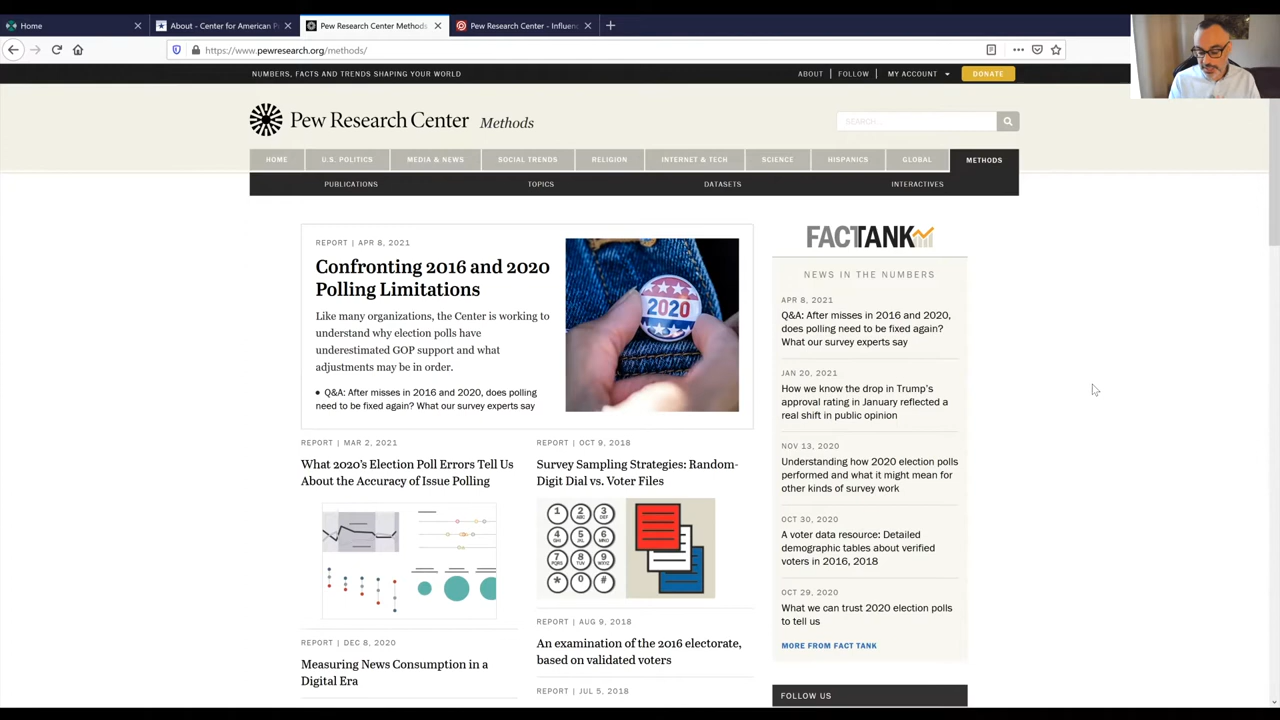 Home
About - Center for American P
Pew Research Center Methods
Pew Research Center - Influen
https://www.pewresearch.org/methods/
NUMBERS, FACTS AND TRENDS SHAPING YOUR WORLD
ABOUT
FOLLOW
MY ACCOUNT
DONATE
Pew Research Center Methods
SEARCH...
HOME
U.S. POLITICS
MEDIA & NEWS
SOCIAL TRENDS
RELIGION
INTERNET & TECH
SCIENCE
HISPANICS
GLOBAL
METHODS
PUBLICATIONS
TOPICS
DATASETS
INTERACTIVES
REPORT | APR 8, 2021
Confronting 2016 and 2020
Polling Limitations
Like many organizations, the Center is working to
understand why election polls have
underestimated GOP support and what
adjustments may be in order.
• Q&A: After misses in 2016 and 2020, does polling
need to be fixed again? What our survey experts say
2020
REPORT | MAR 2, 2021
What 2020's Election Poll Errors Tell Us
About the Accuracy of Issue Polling
REPORT | DEC 8, 2020
Measuring News Consumption in a
Digital Era
REPORT | OCT 9, 2018
Survey Sampling Strategies: Random-
Digit Dial vs. Voter Files
1 2 3
4 5 6
7 8 9
* 0 #
REPORT | AUG 9, 2018
An examination of the 2016 electorate,
based on validated voters
REPORT | JUL 5, 2018
FACTANK
NEWS IN THE NUMBERS
APR 8, 2021
Q&A: After misses in 2016 and 2020,
does polling need to be fixed again?
What our survey experts say
JAN 20, 2021
How we know the drop in Trump's
approval rating in January reflected a
real shift in public opinion
NOV 13, 2020
Understanding how 2020 election polls
performed and what it might mean for
other kinds of survey work
OCT 30, 2020
A voter data resource: Detailed
demographic tables about verified
voters in 2016, 2018
OCT 29, 2020
What we can trust 2020 election polls
to tell us
MORE FROM FACT TANK
FOLLOW US